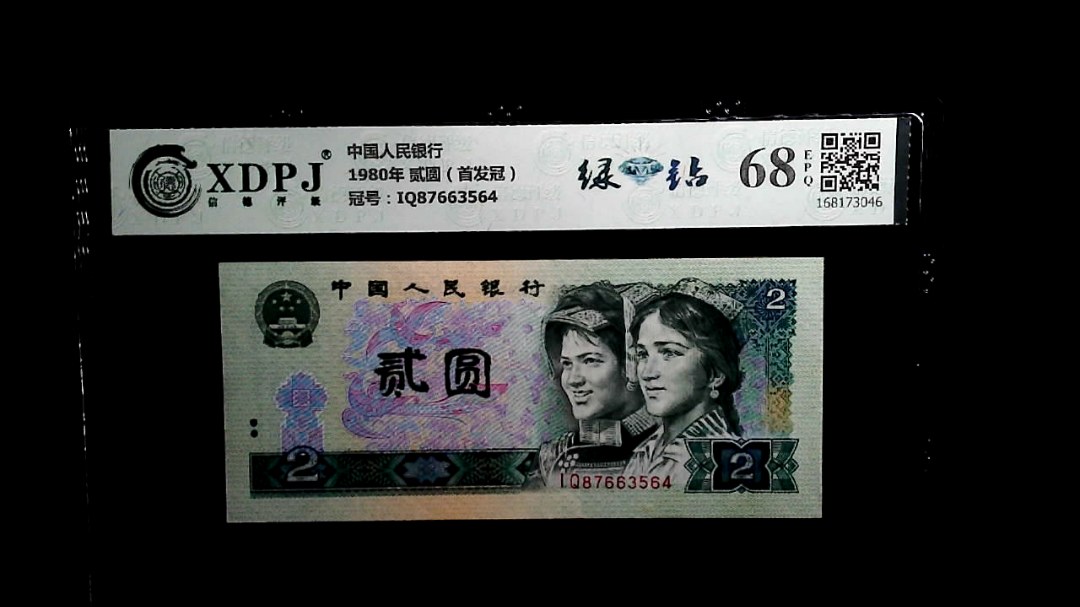 XDPJ®
信德评级
中国人民银行
1980年 贰圆（首发冠）
冠号：IQ87663564
绿钻
68
EPQ
168173046
中国人民银行
2
贰圆
2
IQ87663564
2